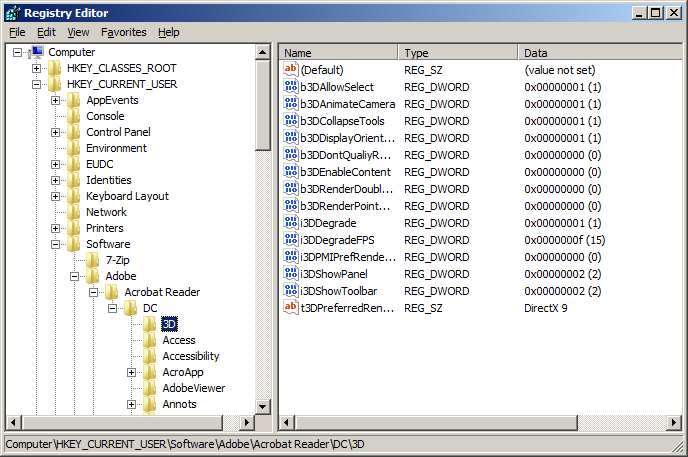 Registry Editor
File Edit View Favorites Help
Computer
HKEY_CLASSES_ROOT
HKEY_CURRENT_USER
AppEvents
Console
Control Panel
Environment
EUDC
Identities
Keyboard Layout
Network
Printers
Software
7-Zip
Adobe
Acrobat Reader
DC
3D
Access
Accessibility
AcroApp
AdobeViewer
Annots
Name Type Data
(Default) REG_SZ (value not set)
b3DAllowSelect REG_DWORD 0x00000001 (1)
b3DAnimateCamera REG_DWORD 0x00000001 (1)
b3DCollapseTools REG_DWORD 0x00000001 (1)
b3DDisplayOrient... REG_DWORD 0x00000001 (1)
b3DDontQualiyR... REG_DWORD 0x00000000 (0)
b3DEnableContent REG_DWORD 0x00000000 (0)
b3DRenderDoubl... REG_DWORD 0x00000000 (0)
b3DRenderPoint... REG_DWORD 0x00000000 (0)
i3DDegrade REG_DWORD 0x00000001 (1)
i3DDegradeFPS REG_DWORD 0x0000000f (15)
i3DPMIPrefRende... REG_DWORD 0x00000000 (0)
i3DShowPanel REG_DWORD 0x00000002 (2)
i3DShowToolbar REG_DWORD 0x00000002 (2)
t3DPreferredRen... REG_SZ DirectX 9
Computer\HKEY_CURRENT_USER\Software\Adobe\Acrobat Reader\DC\3D